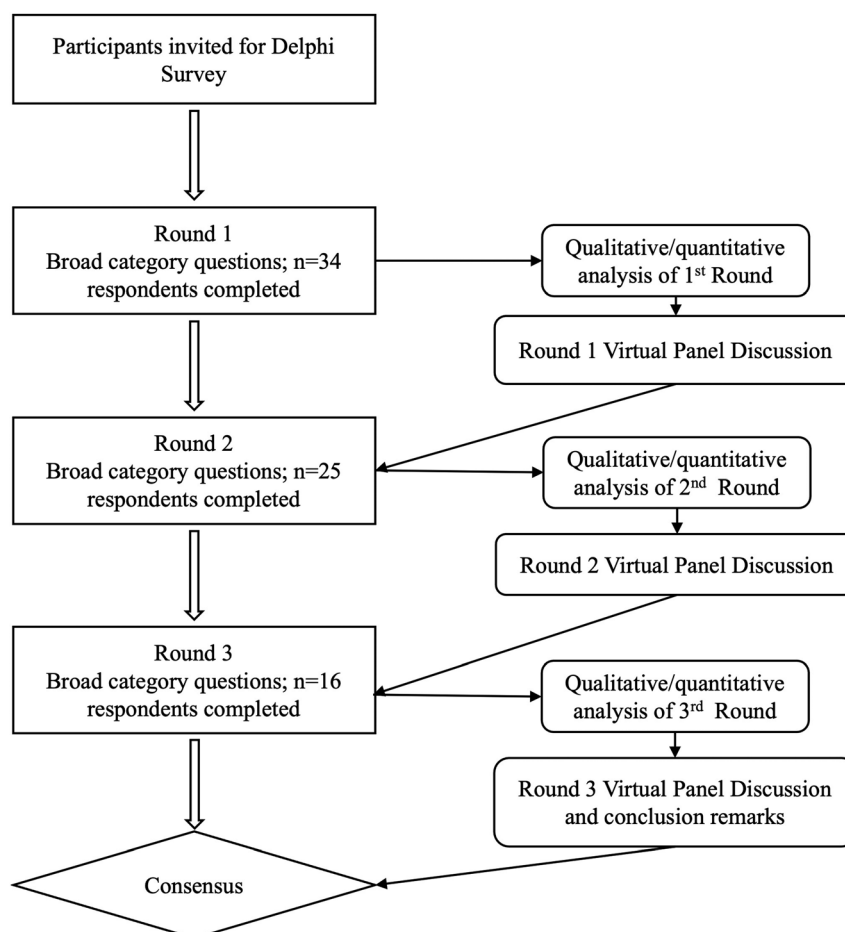 Participants invited for Delphi
Survey
Round 1
Broad category questions; n=34
respondents completed
Qualitative/quantitative
analysis of 1st Round
Round 1 Virtual Panel Discussion
Round 2
Broad category questions; n=25
respondents completed
Qualitative/quantitative
analysis of 2nd Round
Round 2 Virtual Panel Discussion
Round 3
Broad category questions; n=16
respondents completed
Qualitative/quantitative
analysis of 3rd Round
Round 3 Virtual Panel Discussion
and conclusion remarks
Consensus